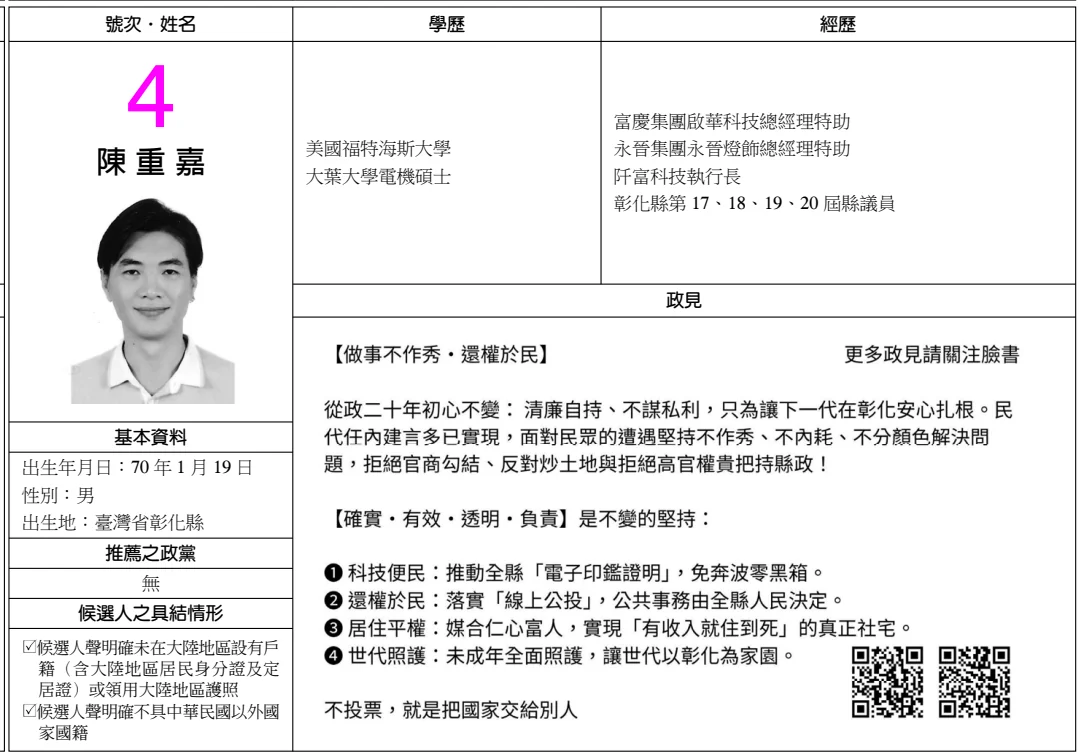 號次・姓名
4
陳重嘉
基本資料
出生年月日：70 年 1 月 19 日
性別：男
出生地：臺灣省彰化縣
推薦之政黨
無
候選人之具結情形
☑候選人聲明確未在大陸地區設有戶
籍（含大陸地區居民身分證及定
居證）或領用大陸地區護照
☑候選人聲明確不具中華民國以外國
家國籍
學歷
美國福特海斯大學
大葉大學電機碩士
經歷
富慶集團啟華科技總經理特助
永晉集團永晉燈飾總經理特助
阡富科技執行長
彰化縣第 17、18、19、20 屆縣議員
政見
【做事不作秀・還權於民】 更多政見請關注臉書
從政二十年初心不變： 清廉自持、不謀私利，只為讓下一代在彰化安心扎根。民
代任內建言多已實現，面對民眾的遭遇堅持不作秀、不內耗、不分顏色解決問
題，拒絕官商勾結、反對炒土地與拒絕高官權貴把持縣政！
【確實・有效・透明・負責】是不變的堅持：
❶ 科技便民：推動全縣「電子印鑑證明」，免奔波零黑箱。
❷ 還權於民：落實「線上公投」，公共事務由全縣人民決定。
❸ 居住平權：媒合仁心富人，實現「有收入就住到死」的真正社宅。
❹ 世代照護：未成年全面照護，讓世代以彰化為家園。
不投票，就是把國家交給別人